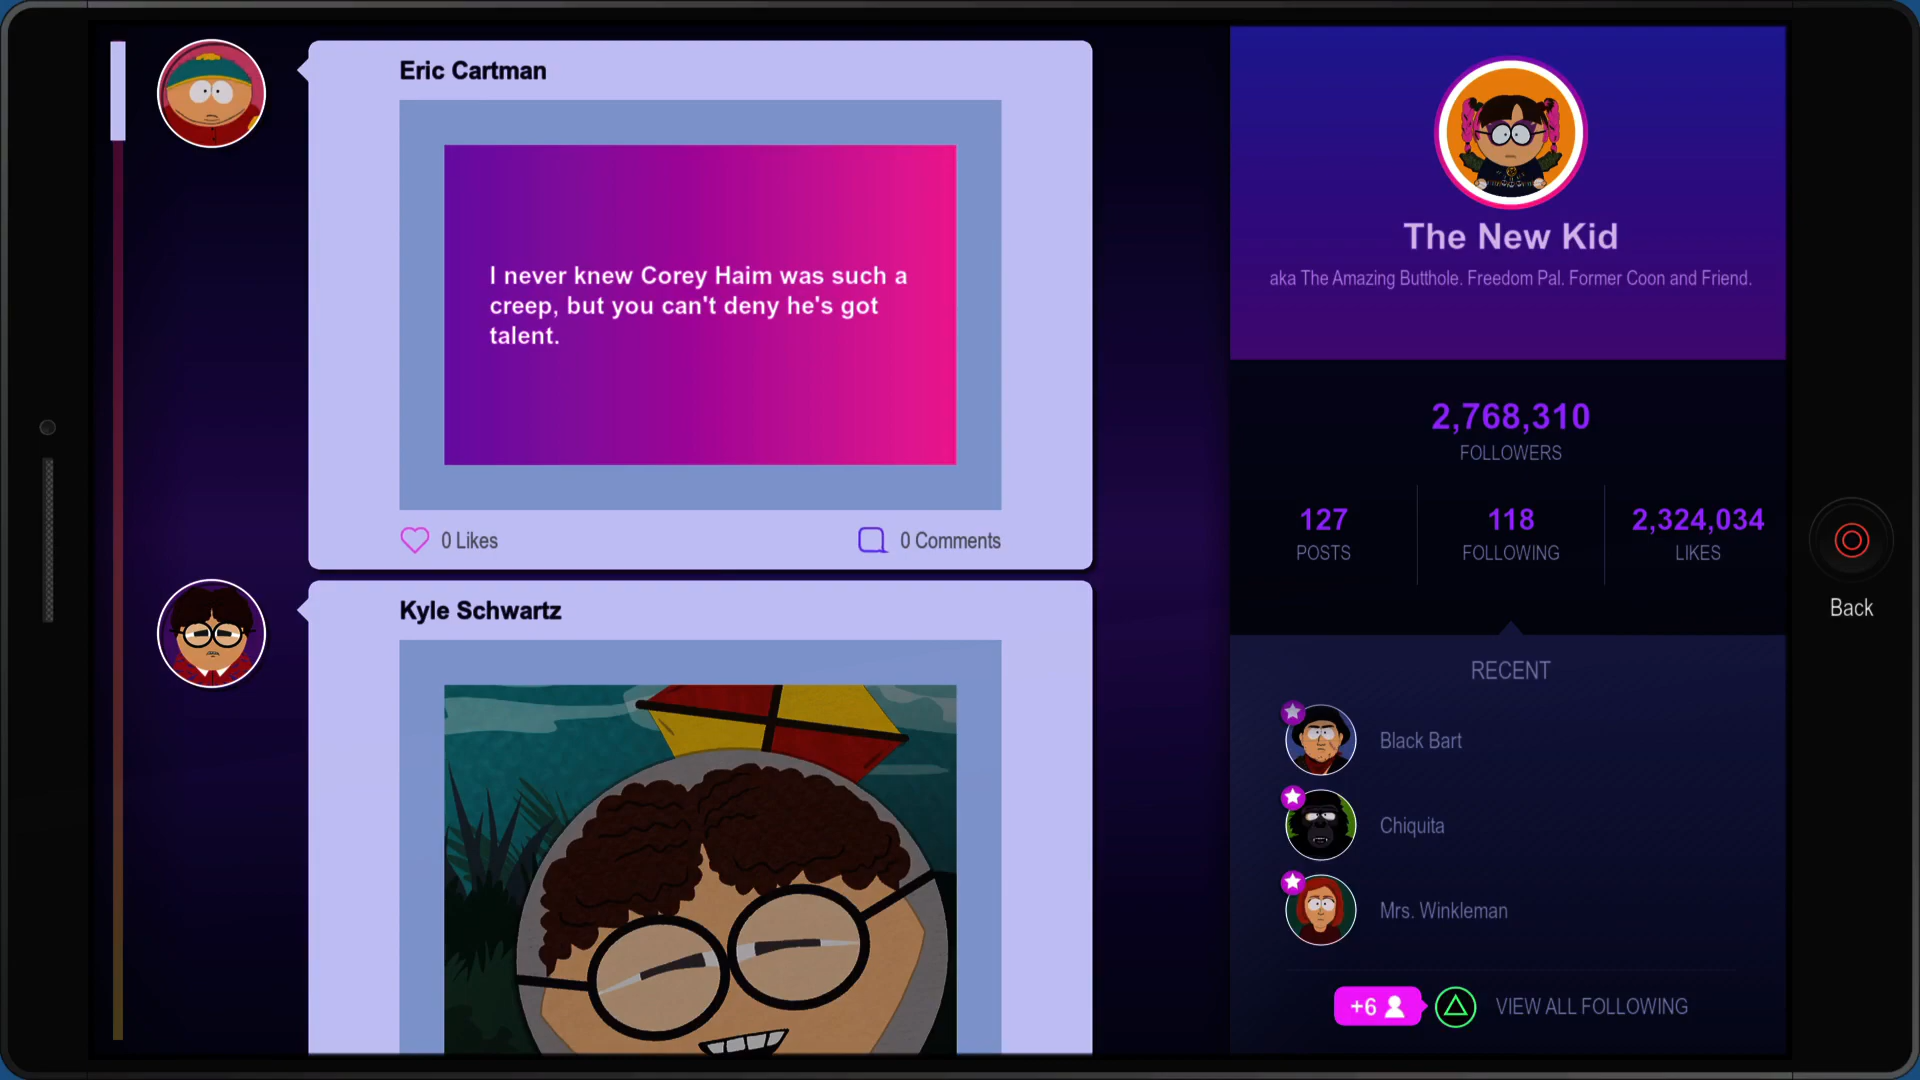 Eric Cartman
I never knew Corey Haim was such a
creep, but you can't deny he's got
talent.
0 Likes
0 Comments
Kyle Schwartz
The New Kid
aka The Amazing Butthole. Freedom Pal. Former Coon and Friend.
2,768,310
FOLLOWERS
127
POSTS
118
FOLLOWING
2,324,034
LIKES
RECENT
Black Bart
Chiquita
Mrs. Winkleman
+6
VIEW ALL FOLLOWING
Back